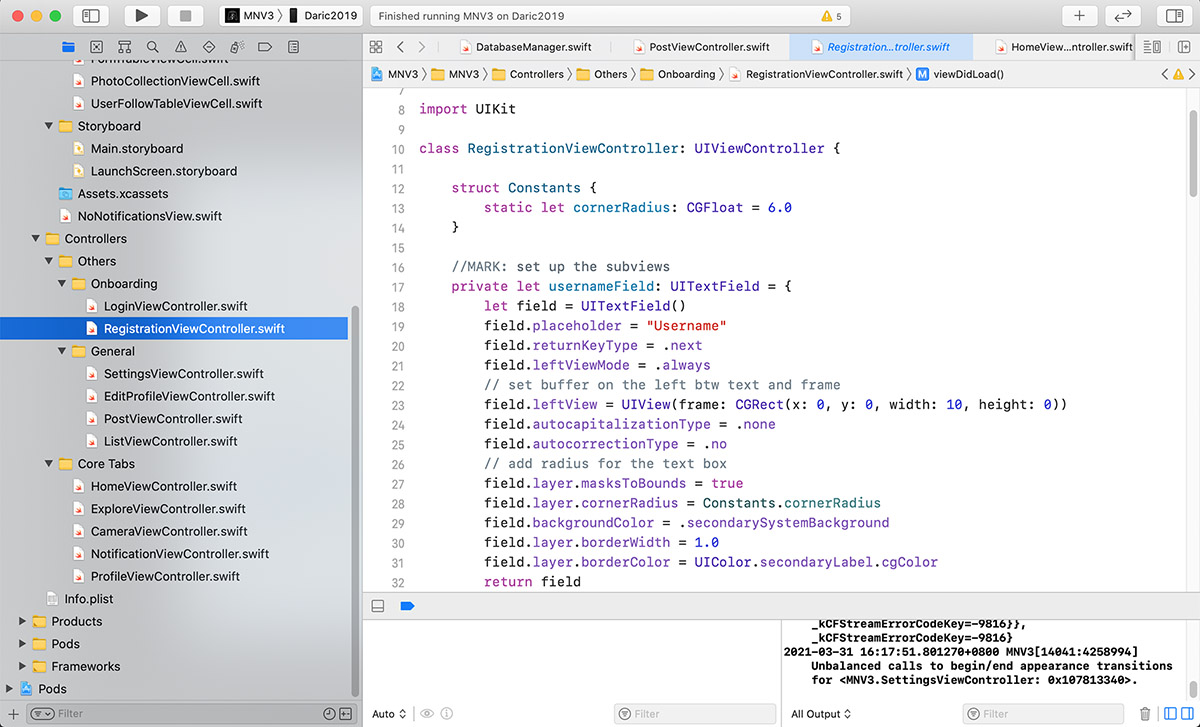 MNV3 Daric2019
Finished running MNV3 on Daric2019
5
DatabaseManager.swift
PostViewController.swift
Registration...troller.swift
HomeView...ntroller.swift
MNV3 MNV3 Controllers Others Onboarding RegistrationViewController.swift M viewDidLoad()
FormTableViewCell.swift
PhotoCollectionViewCell.swift
UserFollowTableViewCell.swift
Storyboard
Main.storyboard
LaunchScreen.storyboard
Assets.xcassets
NoNotificationsView.swift
Controllers
Others
Onboarding
LoginViewController.swift
RegistrationViewController.swift
General
SettingsViewController.swift
EditProfileViewController.swift
PostViewController.swift
ListViewController.swift
Core Tabs
HomeViewController.swift
ExploreViewController.swift
CameraViewController.swift
NotificationViewController.swift
ProfileViewController.swift
Info.plist
Products
Pods
Frameworks
Pods
Filter
7
8 import UIKit
9
10 class RegistrationViewController: UIViewController {
11
12 struct Constants {
13 static let cornerRadius: CGFloat = 6.0
14 }
15
16 //MARK: set up the subviews
17 private let usernameField: UITextField = {
18 let field = UITextField()
19 field.placeholder = "Username"
20 field.returnKeyType = .next
21 field.leftViewMode = .always
22 // set buffer on the left btw text and frame
23 field.leftView = UIView(frame: CGRect(x: 0, y: 0, width: 10, height: 0))
24 field.autocapitalizationType = .none
25 field.autocorrectionType = .no
26 // add radius for the text box
27 field.layer.masksToBounds = true
28 field.layer.cornerRadius = Constants.cornerRadius
29 field.backgroundColor = .secondarySystemBackground
30 field.layer.borderWidth = 1.0
31 field.layer.borderColor = UIColor.secondaryLabel.cgColor
32 return field
_kCFStreamErrorCodeKey=-9816}},
_kCFStreamErrorCodeKey=-9816}
2021-03-31 16:17:51.801270+0800 MNV3[14041:4258994]
Unbalanced calls to begin/end appearance transitions
for <MNV3.SettingsViewController: 0x107813340>.
Auto
Filter
All Output
Filter